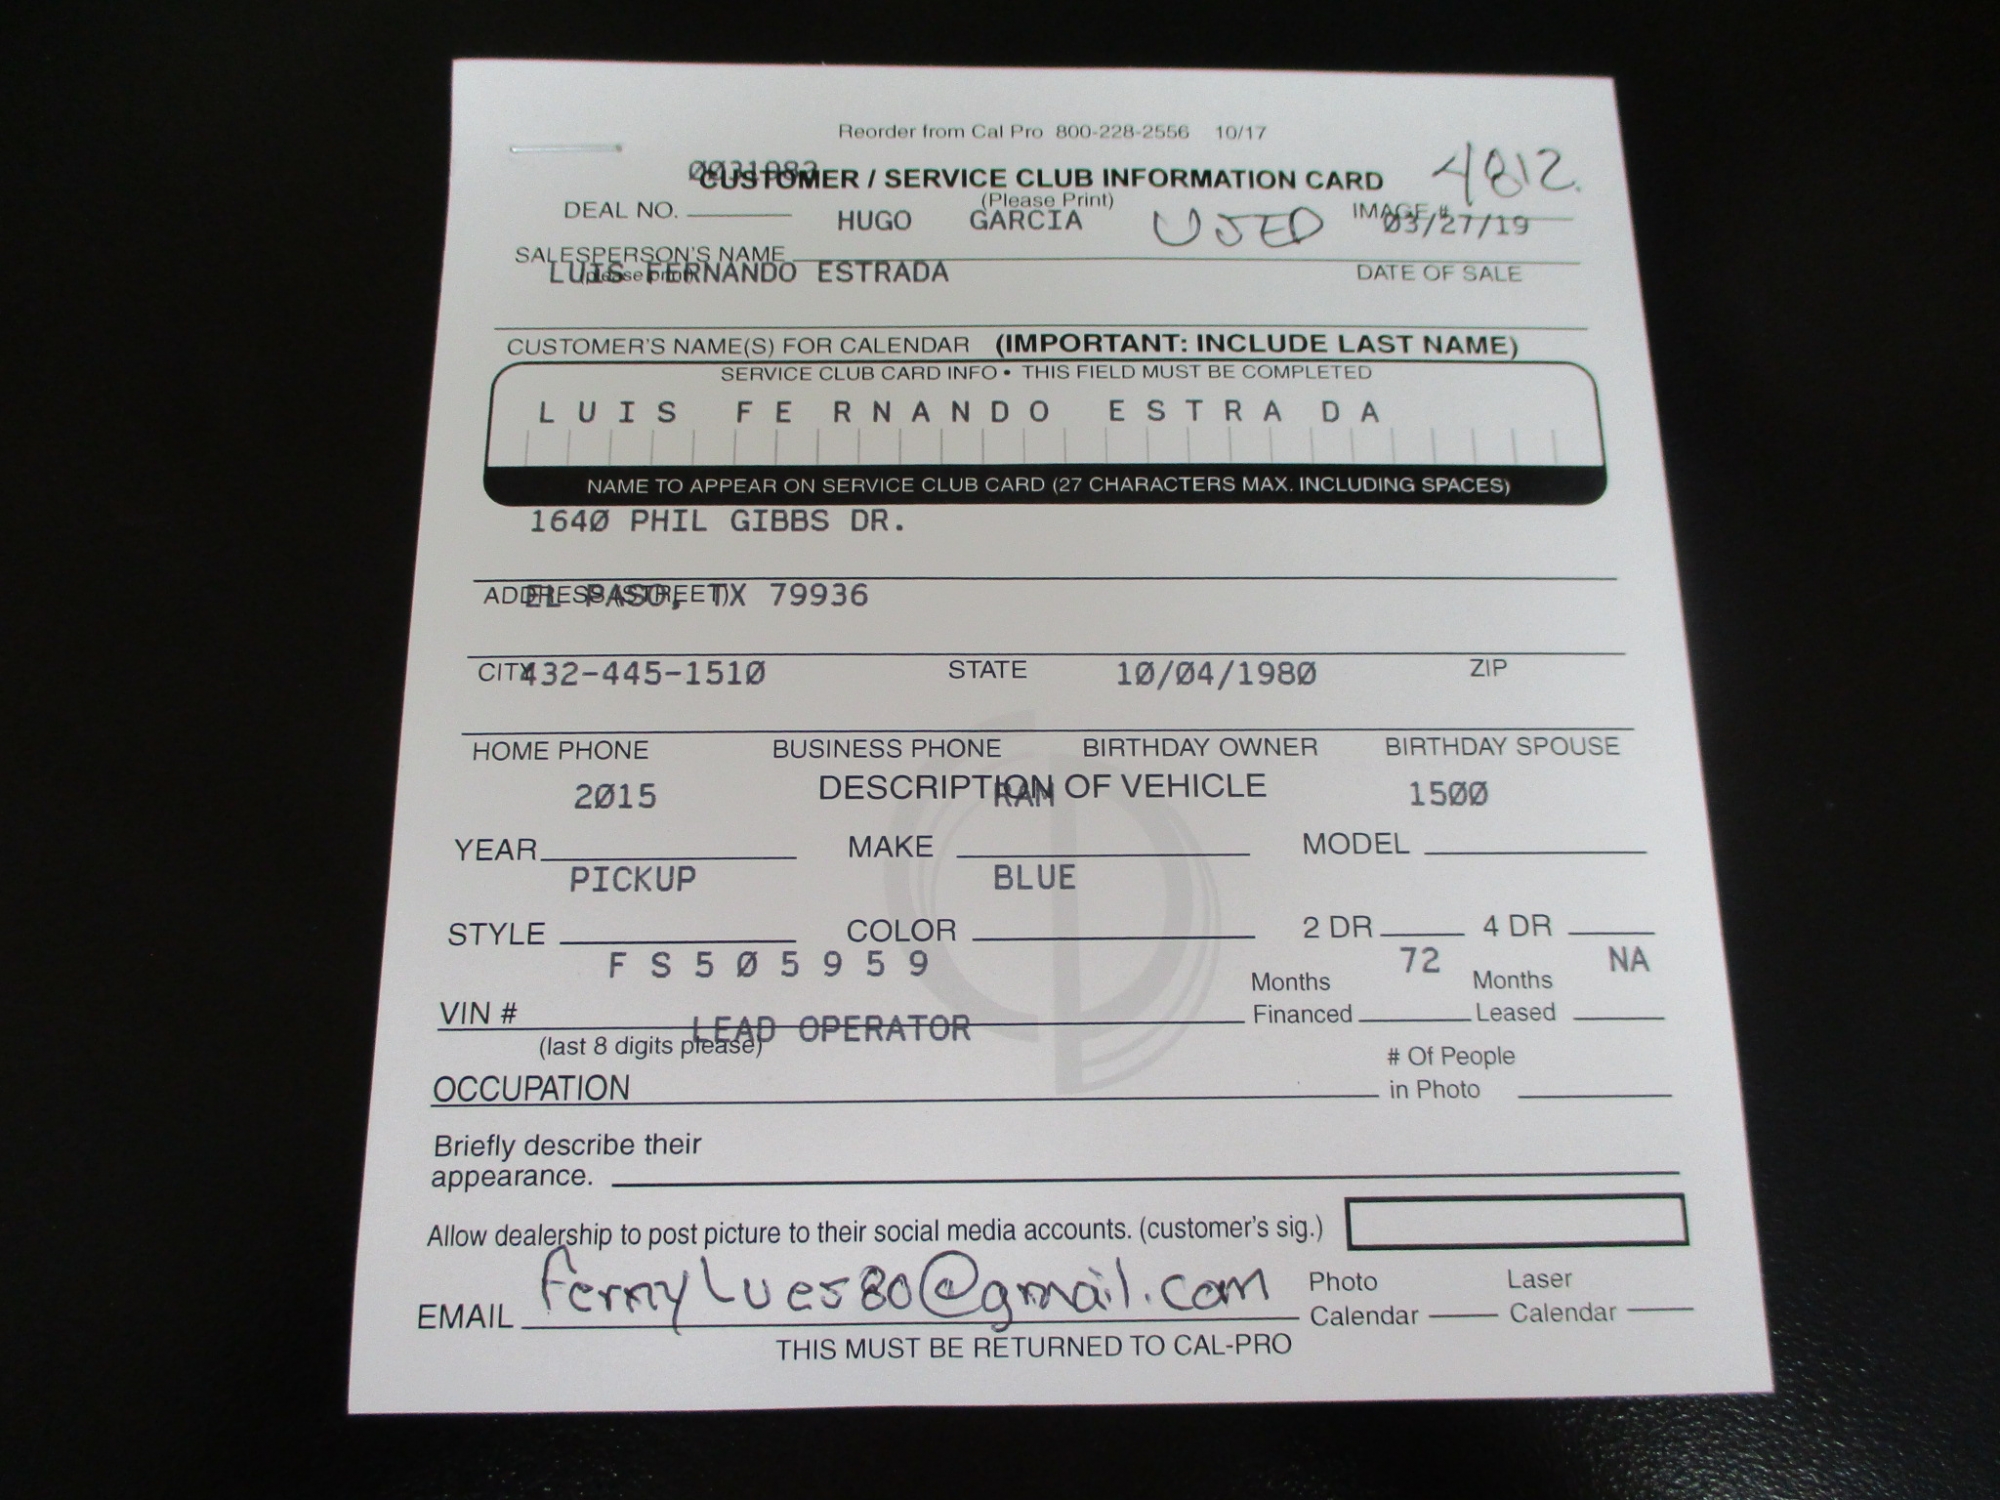 Reorder from Cal Pro 800-228-2556 10/17
CUSTOMER / SERVICE CLUB INFORMATION CARD 4812.
(Please Print)
DEAL NO. HUGO GARCIA USED IMAGE # 03/27/19
SALESPERSON'S NAME
(please print) LUIS FERNANDO ESTRADA DATE OF SALE
CUSTOMER'S NAME(S) FOR CALENDAR (IMPORTANT: INCLUDE LAST NAME)
SERVICE CLUB CARD INFO • THIS FIELD MUST BE COMPLETED
LUIS FERNANDO ESTRADA
NAME TO APPEAR ON SERVICE CLUB CARD (27 CHARACTERS MAX. INCLUDING SPACES)
1640 PHIL GIBBS DR.
ADDRESS (STREET) EL PASO, TX 79936
CITY 432-445-1510 STATE 10/04/1980 ZIP
HOME PHONE BUSINESS PHONE BIRTHDAY OWNER BIRTHDAY SPOUSE
DESCRIPTION OF VEHICLE
2015 RAM 1500
YEAR MAKE MODEL
PICKUP BLUE
STYLE COLOR 2 DR 4 DR
FS505959 Months Financed 72 Months Leased NA
VIN #
(last 8 digits please) LEAD OPERATOR
OCCUPATION # Of People in Photo
Briefly describe their
appearance.
Allow dealership to post picture to their social media accounts. (customer's sig.)
EMAIL Photo Calendar Laser Calendar
THIS MUST BE RETURNED TO CAL-PRO